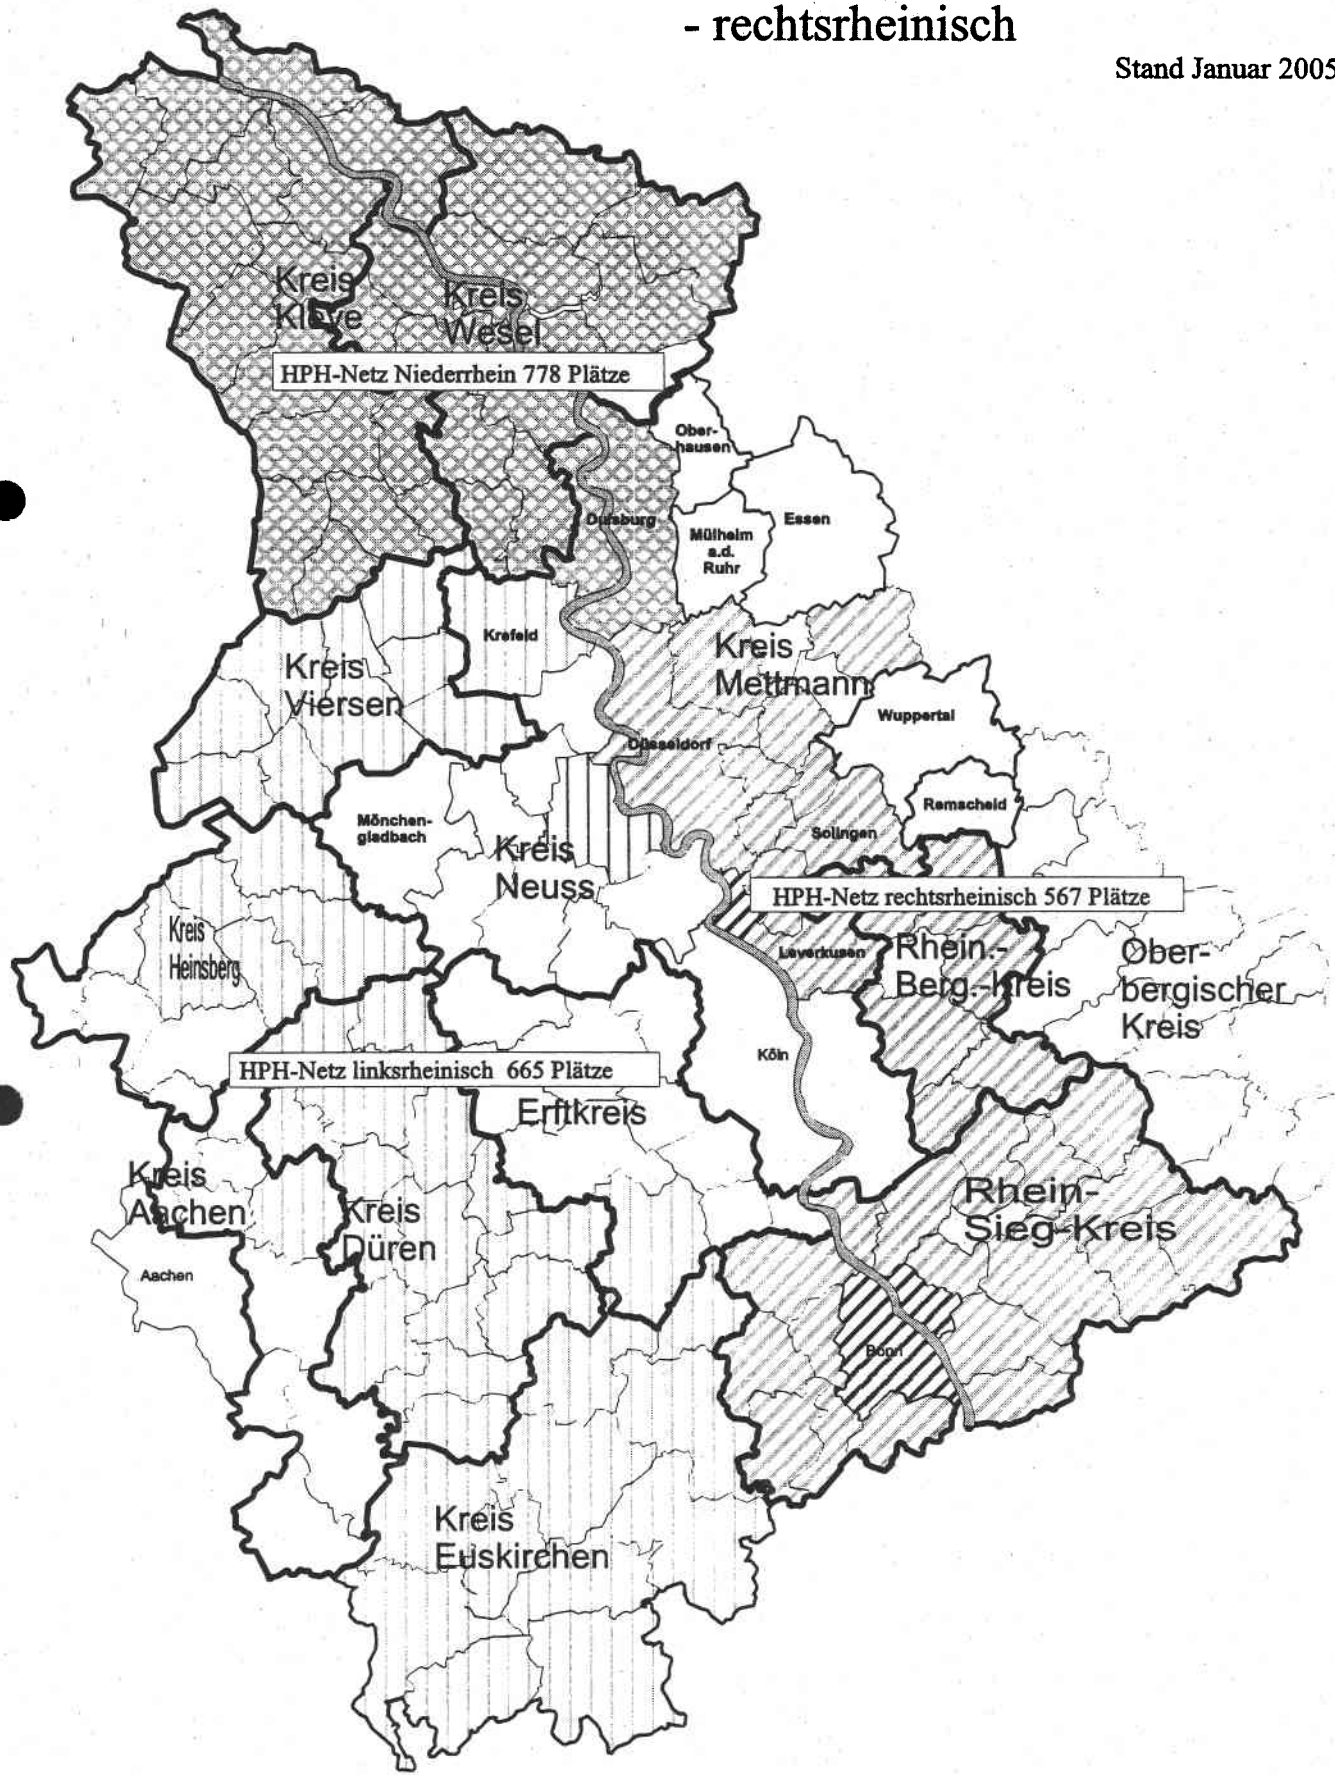 - rechtsrheinisch
Stand Januar 2005
Kreis
Kleve
Kreis
Wesel
HPH-Netz Niederrhein 778 Plätze
Ober-
hausen
Duisburg
Mülheim
a.d.
Ruhr
Essen
Krefeld
Kreis
Viersen
Kreis
Mettmann
Wuppertal
Düsseldorf
Remscheid
Mönchen-
gladbach
Solingen
Kreis
Neuss
HPH-Netz rechtsrheinisch 567 Plätze
Kreis
Heinsberg
Leverkusen
Rhein.-
Berg.-Kreis
Ober-
bergischer
Kreis
Köln
HPH-Netz linksrheinisch 665 Plätze
Erftkreis
Kreis
Aachen
Kreis
Düren
Rhein-
Sieg-Kreis
Aachen
Bonn
Kreis
Euskirchen